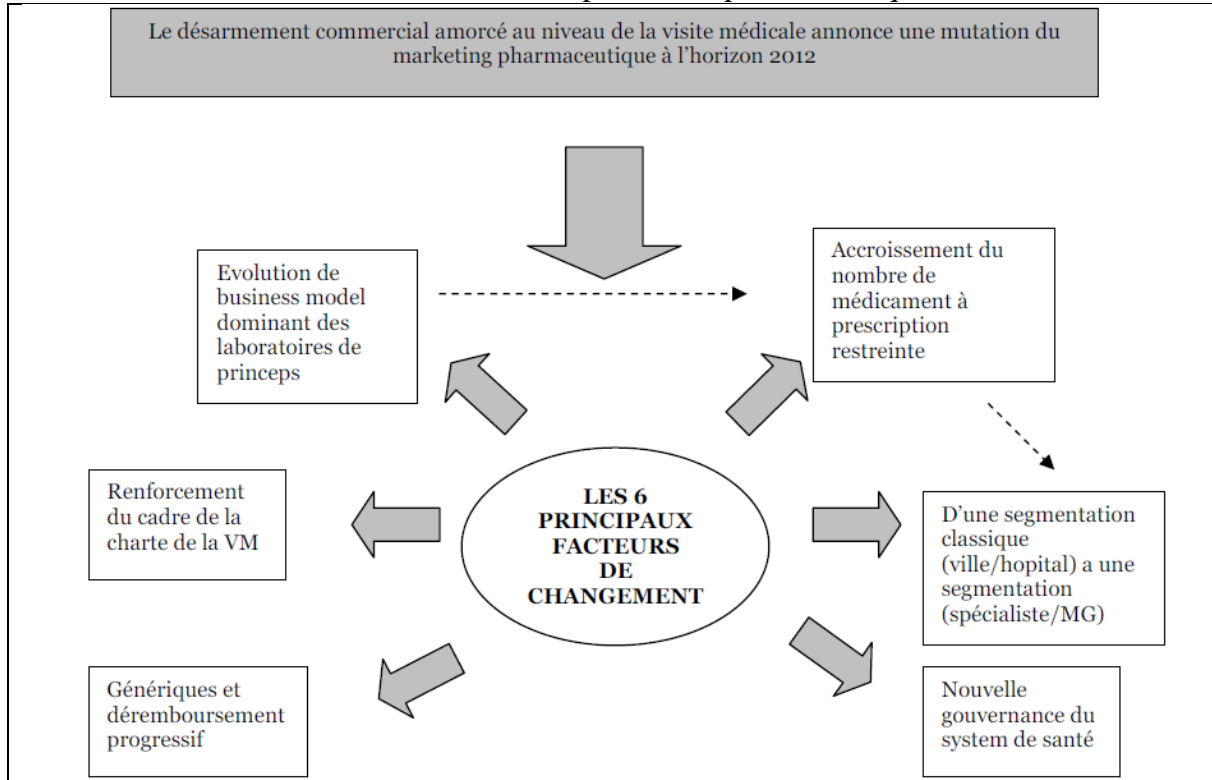 Le désarmement commercial amorcé au niveau de la visite médicale annonce une mutation du
marketing pharmaceutique à l’horizon 2012
Evolution de
business model
dominant des
laboratoires de
princeps
Accroissement du
nombre de
médicament à
prescription
restreinte
Renforcement
du cadre de la
charte de la VM
LES 6
PRINCIPAUX
FACTEURS
DE
CHANGEMENT
D’une segmentation
classique
(ville/hopital) a une
segmentation
(spécialiste/MG)
Génériques et
déremboursement
progressif
Nouvelle
gouvernance du
system de santé